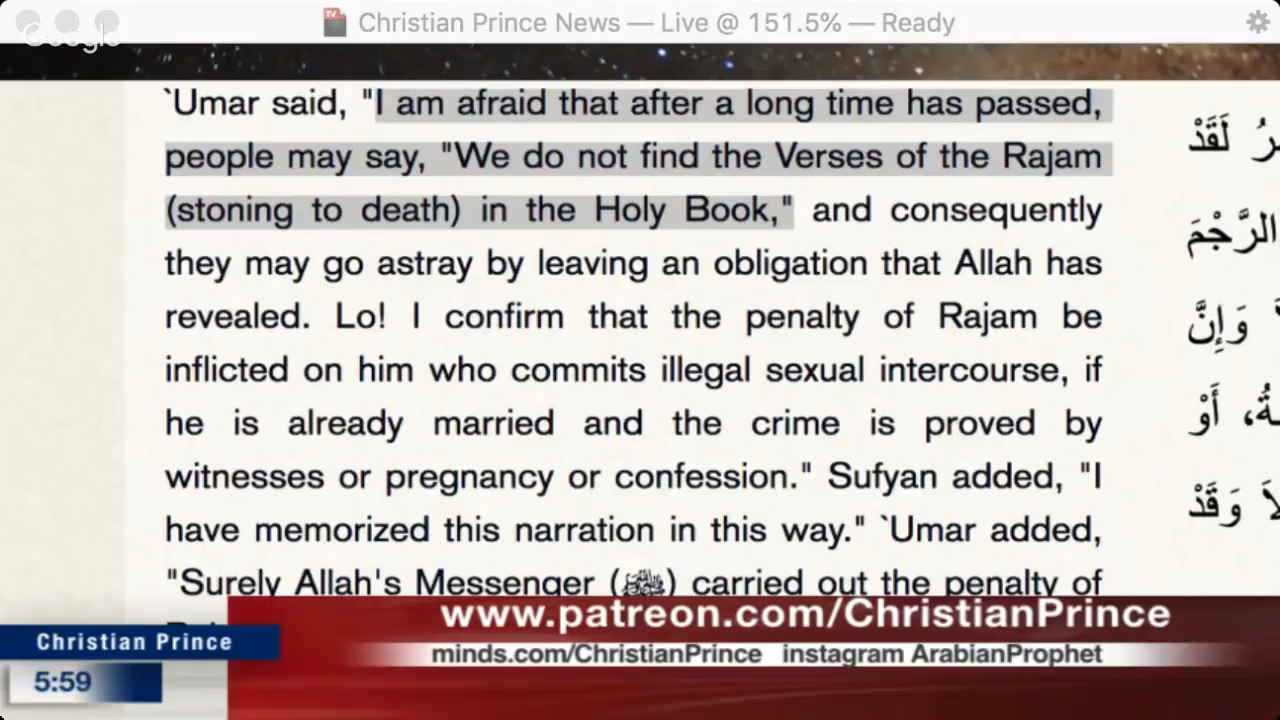 Christian Prince News — Live @ 151.5% — Ready
Google
`Umar said, "I am afraid that after a long time has passed,
people may say, "We do not find the Verses of the Rajam
(stoning to death) in the Holy Book," and consequently
they may go astray by leaving an obligation that Allah has
revealed. Lo! I confirm that the penalty of Rajam be
inflicted on him who commits illegal sexual intercourse, if
he is already married and the crime is proved by
witnesses or pregnancy or confession." Sufyan added, "I
have memorized this narration in this way." `Umar added,
"Surely Allah's Messenger (ﷺ) carried out the penalty of
لَقَدْ
الرَّجْمَ
وَإِنَّ
أَوْ
وَقَدْ
www.patreon.com/ChristianPrince
Christian Prince
minds.com/ChristianPrince instagram ArabianProphet
5:59